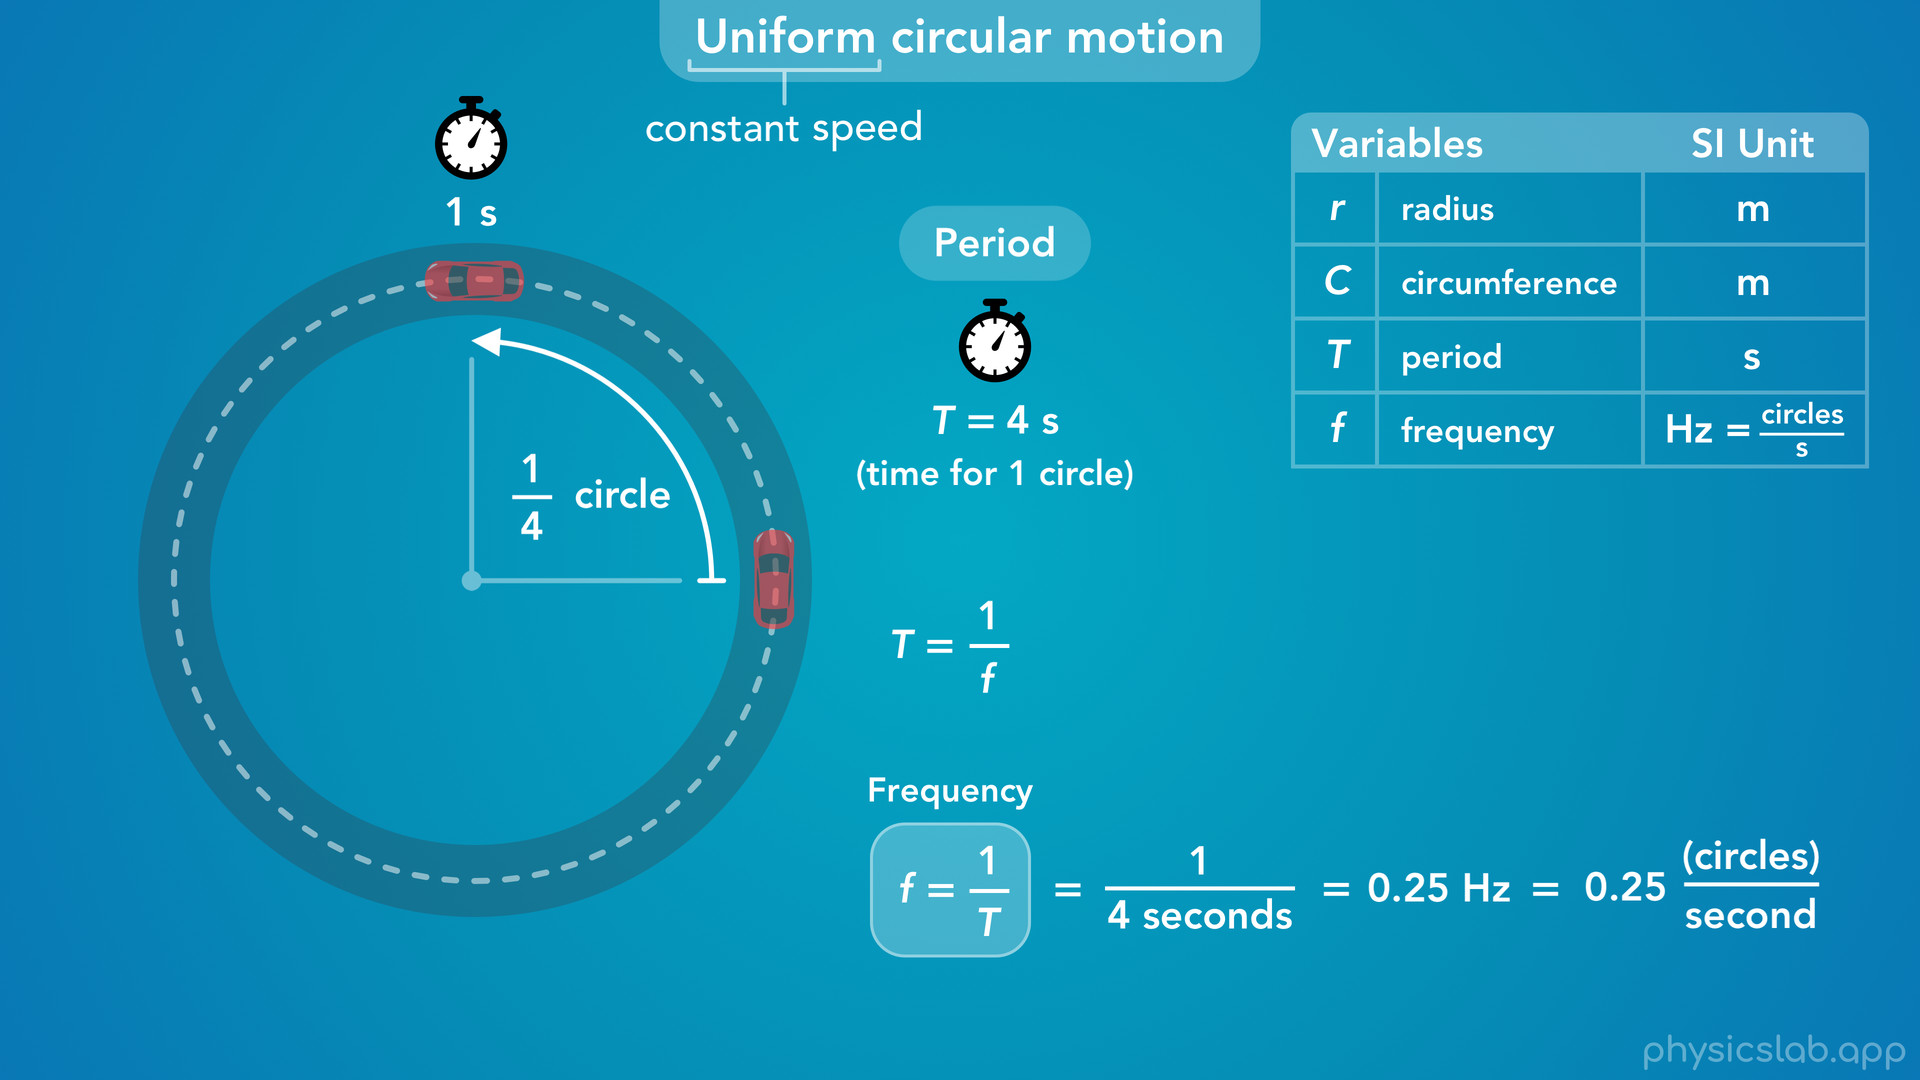 Uniform circular motion
constant speed
1 s
1/4 circle
Period
T = 4 s
(time for 1 circle)
T = 1/f
Frequency
f = 1/T = 1/4 seconds = 0.25 Hz = 0.25 (circles)/second
Variables SI Unit
r radius m
C circumference m
T period s
f frequency Hz = circles/s
physicslab.app